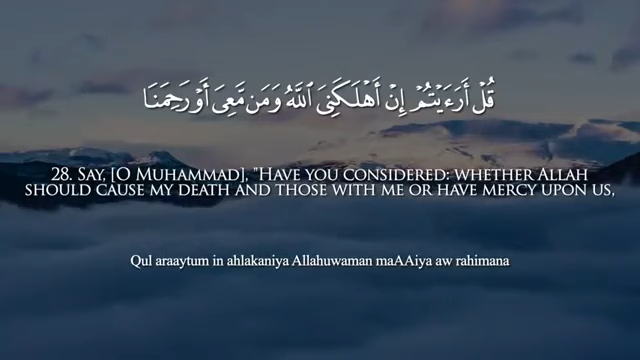 قُلْ أَرَءَيْتُمْ إِنْ أَهْلَكَنِىَ ٱللَّهُ وَمَن مَّعِىَ أَوْ رَحِمَنَا
28. Say, [O Muhammad], "Have you considered: whether Allah
should cause my death and those with me or have mercy upon us,
Qul araaytum in ahlakaniya Allahuwaman maAAiya aw rahimana